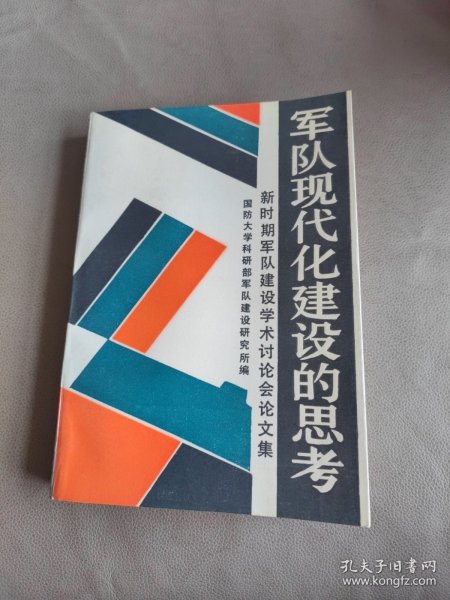 军队现代化建设的思考
新时期军队建设学术讨论会论文集
国防大学科研部军队建设研究所编
孔夫子旧书网
www.kongfz.com